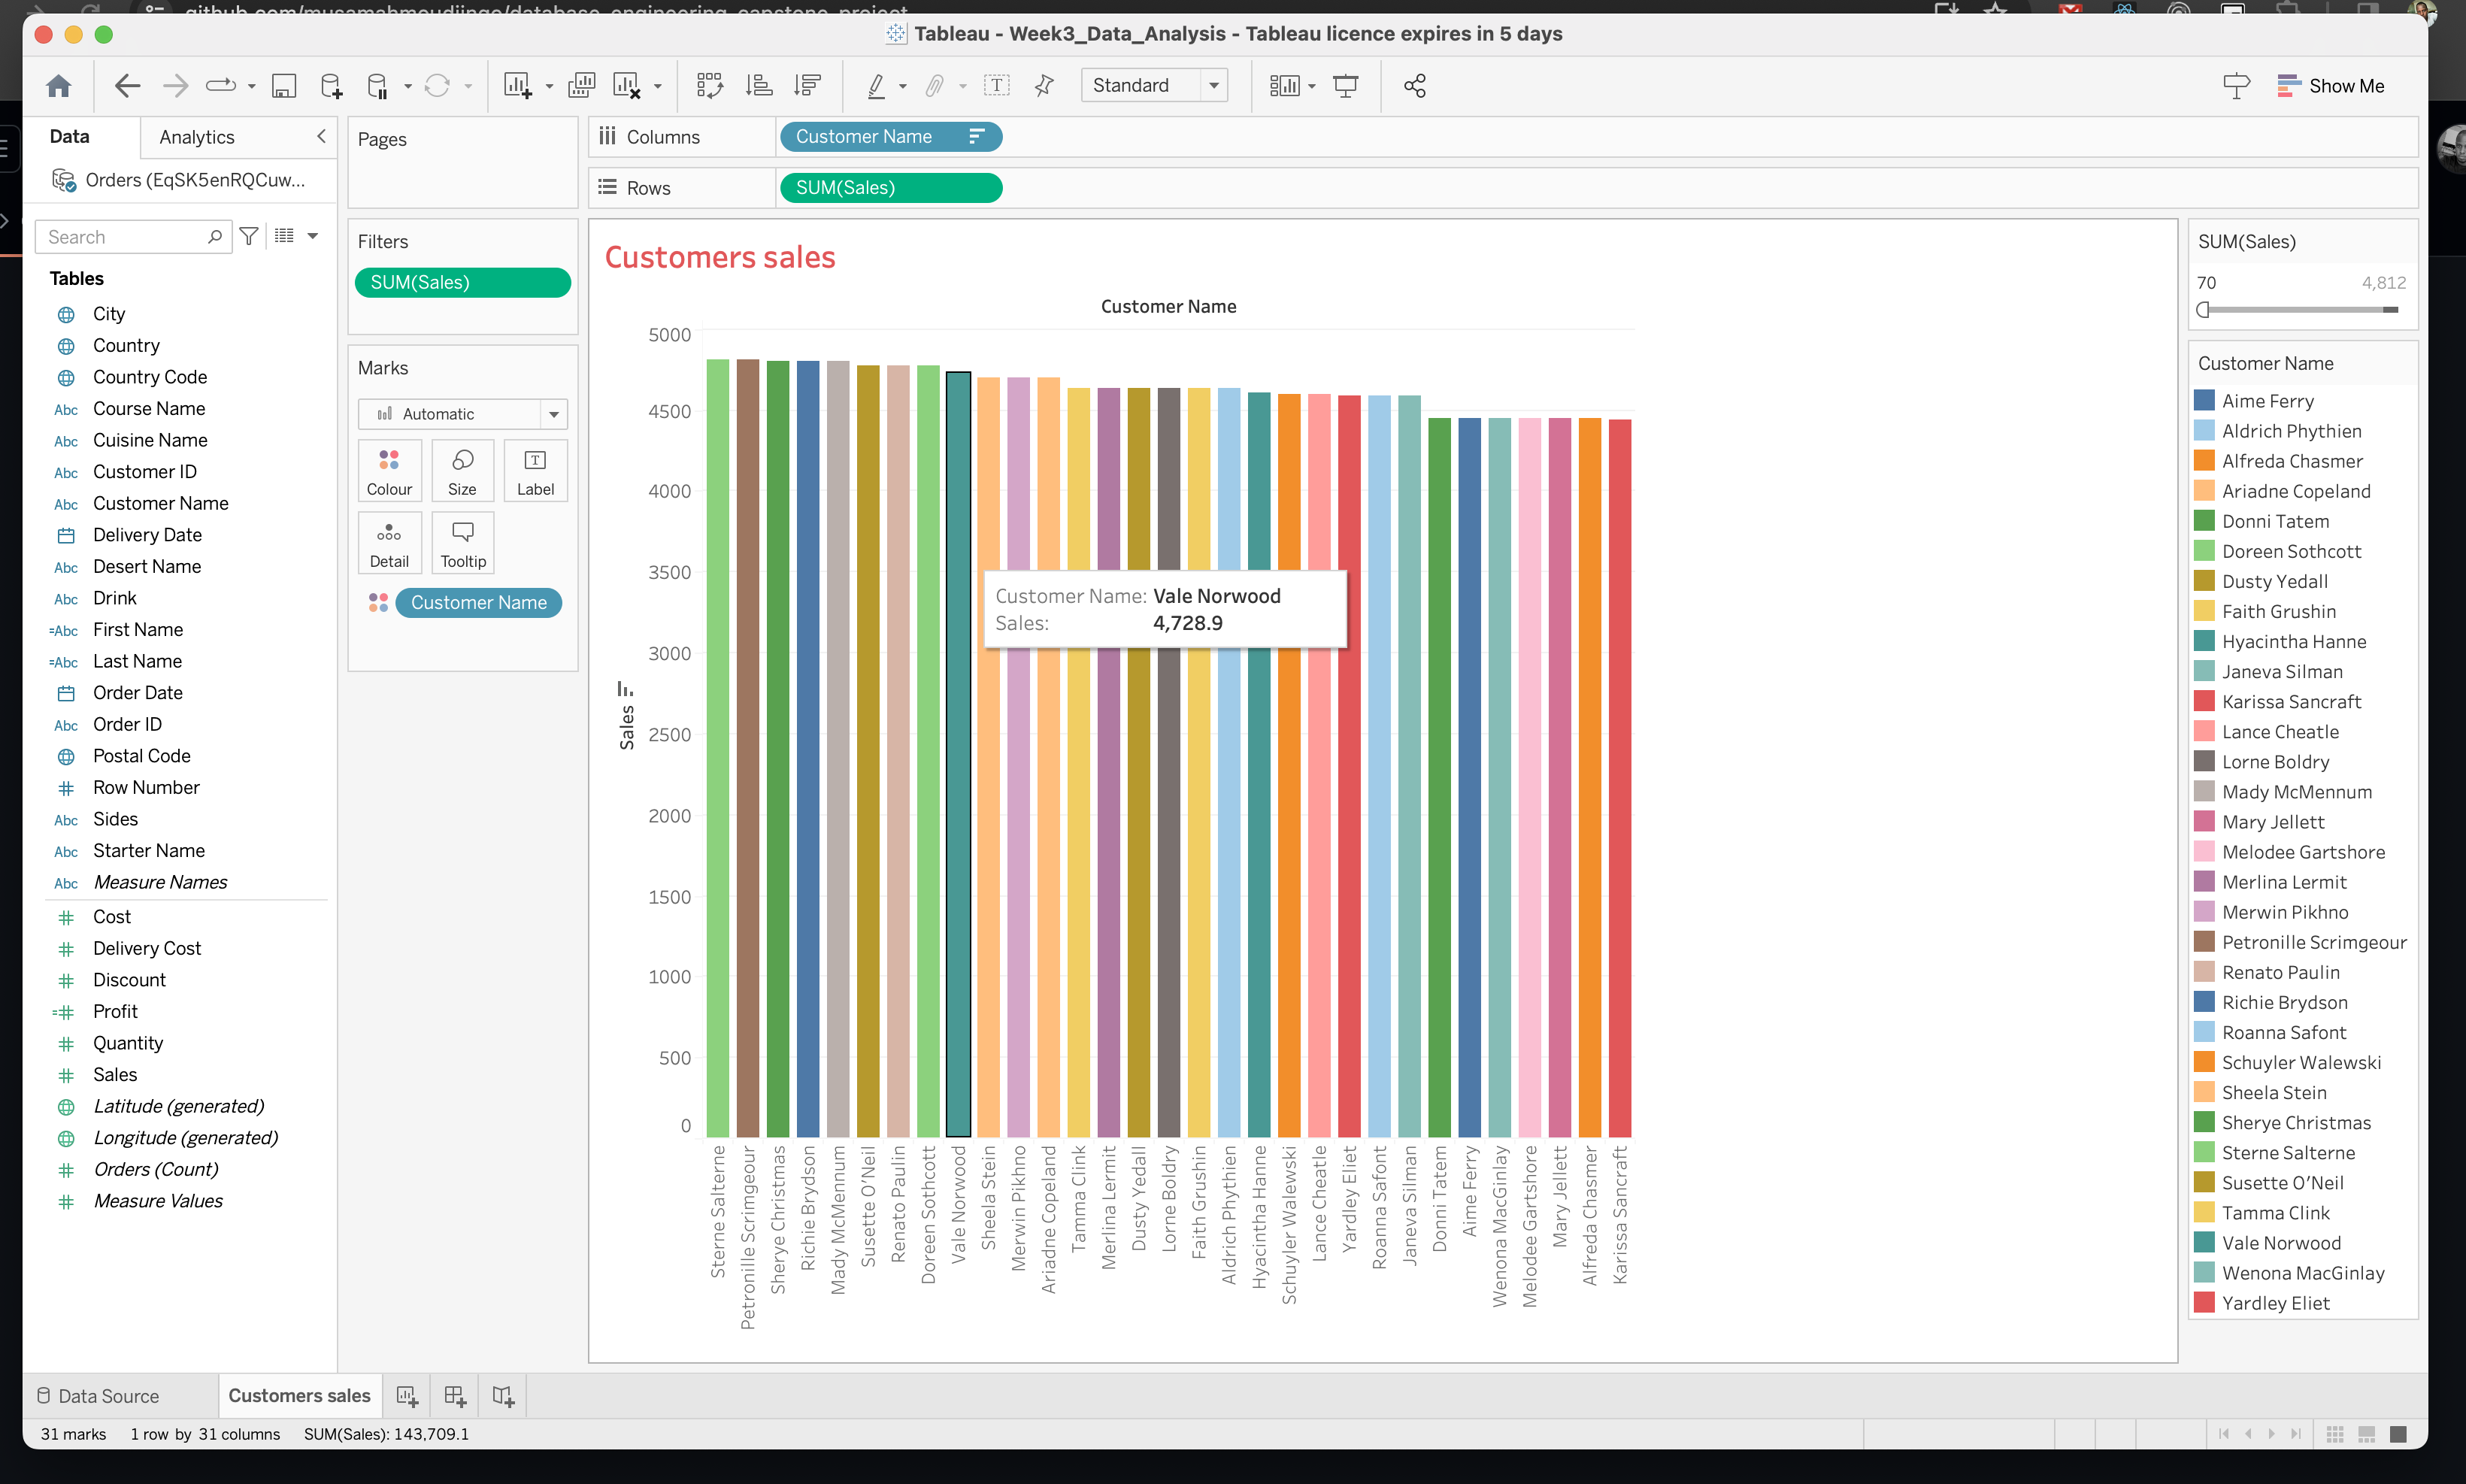 github.com/musamahmoudjingo/database-engineering-capstone-project
Tableau - Week3_Data_Analysis - Tableau licence expires in 5 days
Standard
Show Me
Data
Analytics
Orders (EqSK5enRQCuw...
Search
Tables
City
Country
Country Code
Abc Course Name
Abc Cuisine Name
Abc Customer ID
Abc Customer Name
Delivery Date
Abc Desert Name
Abc Drink
=Abc First Name
=Abc Last Name
Order Date
Abc Order ID
Postal Code
# Row Number
Abc Sides
Abc Starter Name
Abc Measure Names
# Cost
# Delivery Cost
# Discount
=# Profit
# Quantity
# Sales
Latitude (generated)
Longitude (generated)
# Orders (Count)
# Measure Values
Pages
Filters
SUM(Sales)
Marks
Automatic
Colour
Size
T
Label
Detail
Tooltip
Customer Name
Columns
Customer Name
Rows
SUM(Sales)
Customers sales
Customer Name
5000
4500
4000
3500
3000
2500
2000
1500
1000
500
0
Sales
Customer Name: Vale Norwood
Sales: 4,728.9
Sterne Salterne
Petronille Scrimgeour
Sherye Christmas
Richie Brydson
Mady McMennum
Susette O’Neil
Renato Paulin
Doreen Sothcott
Vale Norwood
Sheela Stein
Merwin Pikhno
Ariadne Copeland
Tamma Clink
Merlina Lermit
Dusty Yedall
Lorne Boldry
Faith Grushin
Aldrich Phythien
Hyacintha Hanne
Schuyler Walewski
Lance Cheatle
Yardley Eliet
Roanna Safont
Janeva Silman
Donni Tatem
Aime Ferry
Wenona MacGinlay
Melodee Gartshore
Mary Jellett
Alfreda Chasmer
Karissa Sancraft
SUM(Sales)
70 4,812
Customer Name
Aime Ferry
Aldrich Phythien
Alfreda Chasmer
Ariadne Copeland
Donni Tatem
Doreen Sothcott
Dusty Yedall
Faith Grushin
Hyacintha Hanne
Janeva Silman
Karissa Sancraft
Lance Cheatle
Lorne Boldry
Mady McMennum
Mary Jellett
Melodee Gartshore
Merlina Lermit
Merwin Pikhno
Petronille Scrimgeour
Renato Paulin
Richie Brydson
Roanna Safont
Schuyler Walewski
Sheela Stein
Sherye Christmas
Sterne Salterne
Susette O’Neil
Tamma Clink
Vale Norwood
Wenona MacGinlay
Yardley Eliet
Data Source
Customers sales
31 marks 1 row by 31 columns SUM(Sales): 143,709.1